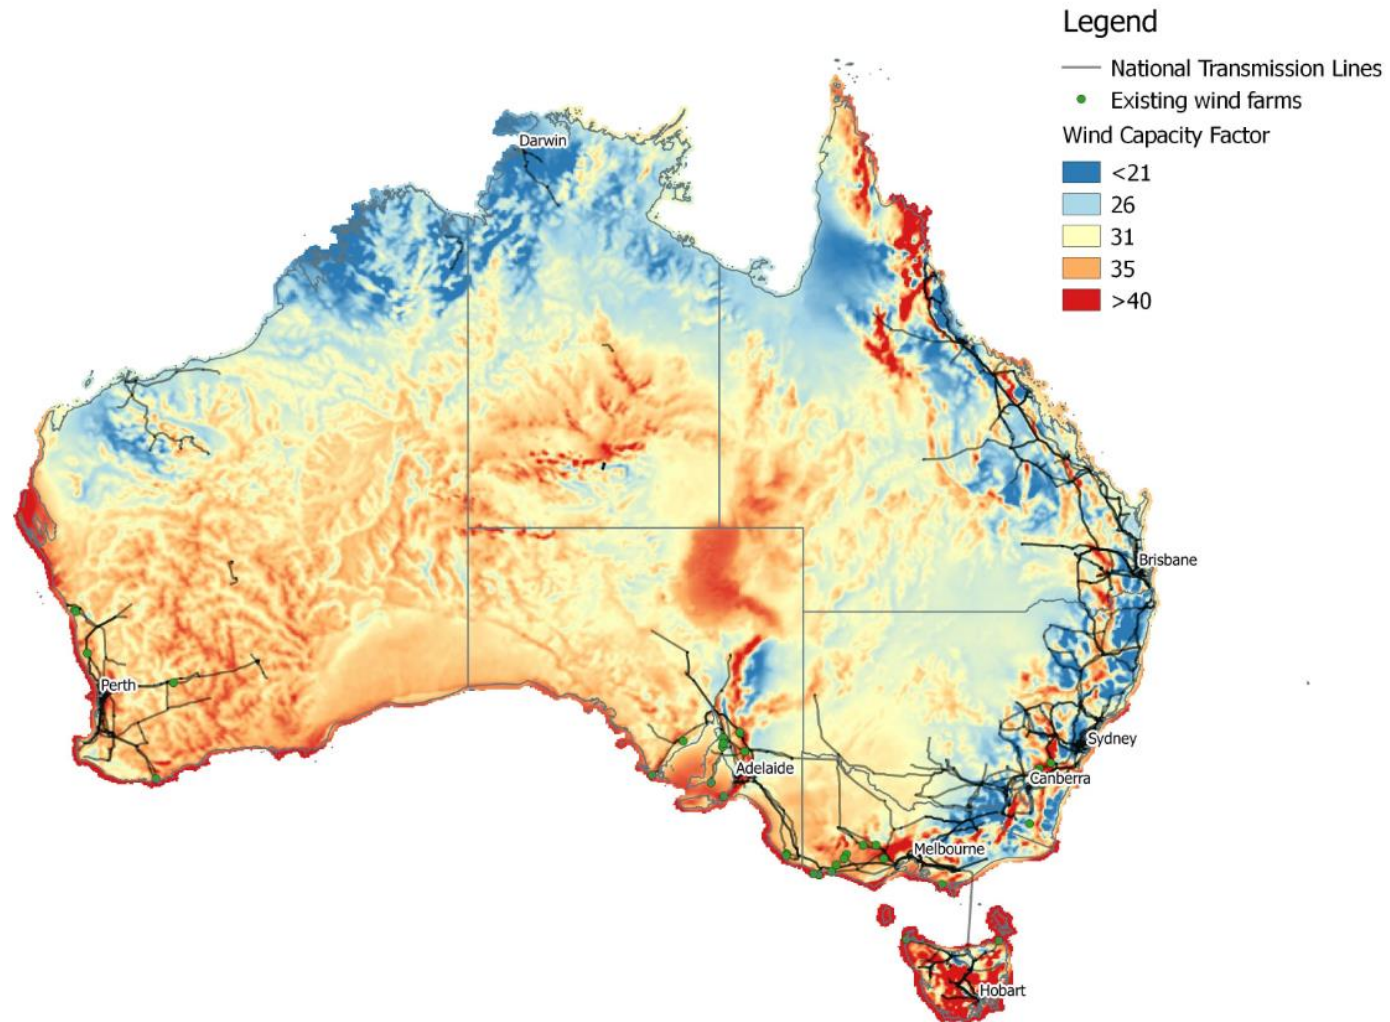 Legend
National Transmission Lines
Existing wind farms
Wind Capacity Factor
<21
26
31
35
>40
Darwin
Brisbane
Perth
Sydney
Adelaide
Canberra
Melbourne
Hobart